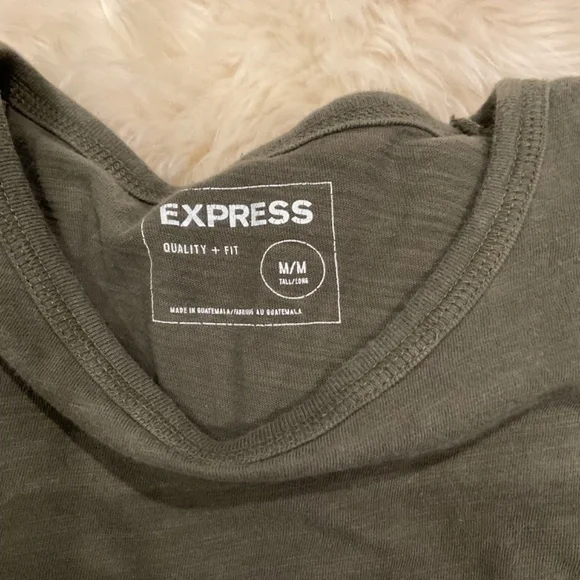 EXPRESS
QUALITY + FIT
M/M
TALL/LONG
MADE IN GUATEMALA/FABRIQUÉ AU GUATEMALA